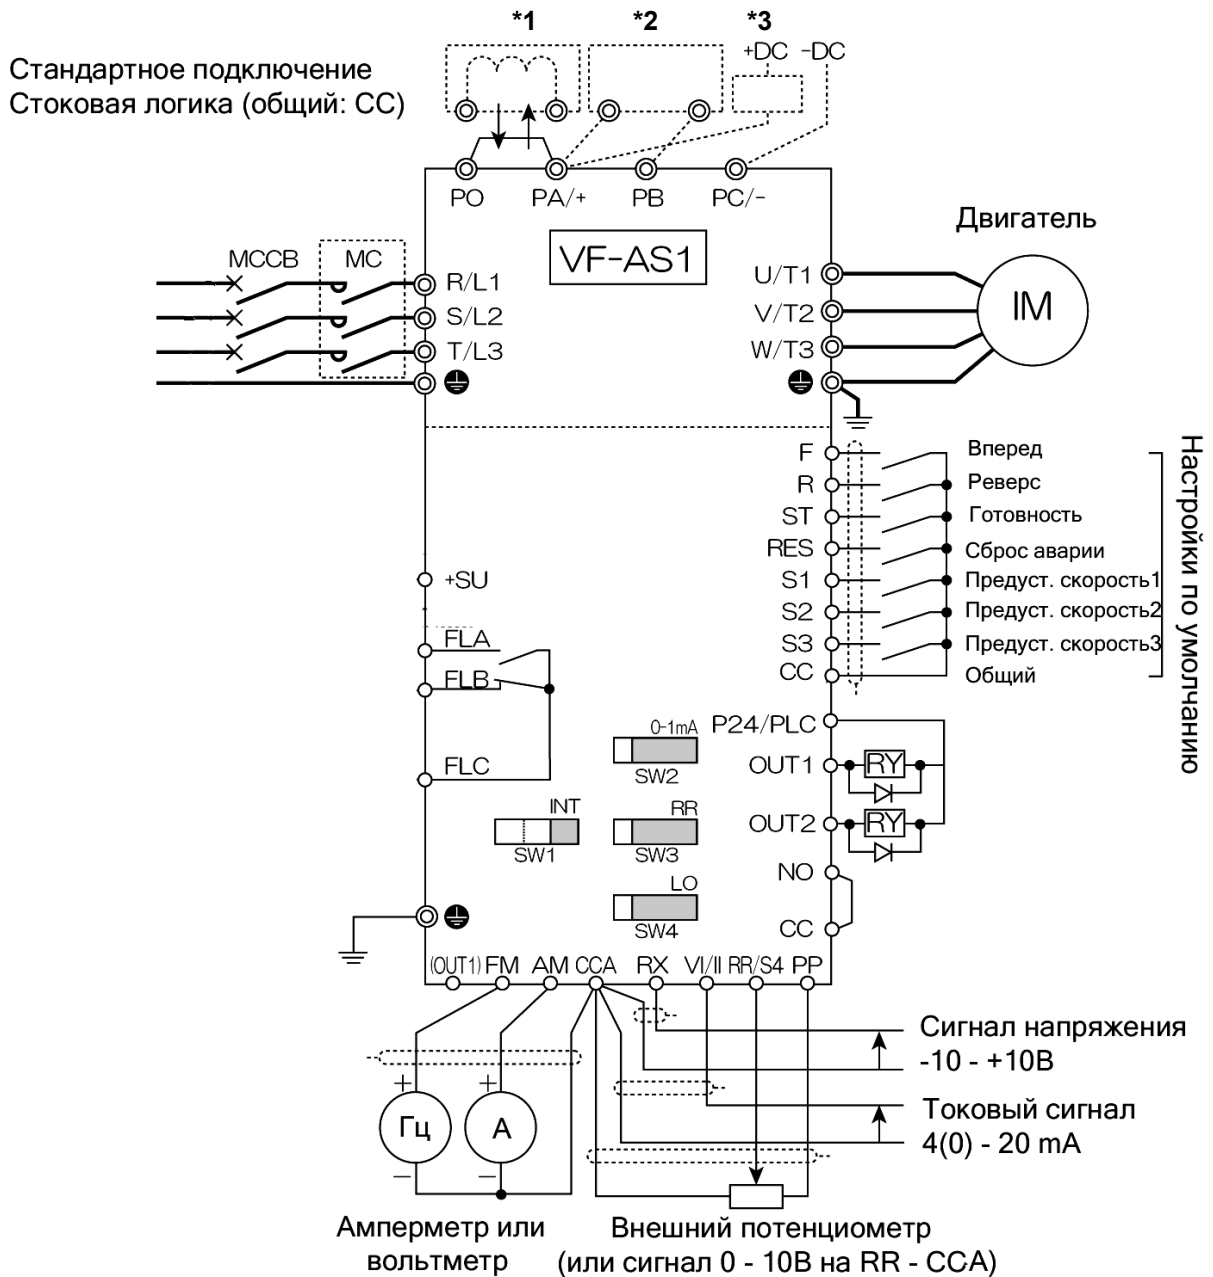 *1
*2
*3
+DC
-DC
Стандартное подключение
Стоковая логика (общий: CC)
PO
PA/+
PB
PC/-
VF-AS1
Двигатель
MCCB
MC
R/L1
S/L2
T/L3
U/T1
V/T2
W/T3
IM
F
Вперед
R
Реверс
ST
Готовность
RES
Сброс аварии
S1
Предуст. скорость1
S2
Предуст. скорость2
S3
Предуст. скорость3
CC
Общий
Настройки по умолчанию
+SU
FLA
FLB
FLC
P24/PLC
OUT1
RY
OUT2
RY
NO
CC
0-1mA
SW2
INT
SW1
RR
SW3
LO
SW4
(OUT1)
FM
AM
CCA
RX
VI/II
RR/S4
PP
Сигнал напряжения
-10 - +10В
Токовый сигнал
4(0) - 20 mA
+
+
Гц
A
−
−
Амперметр или
вольтметр
Внешний потенциометр
(или сигнал 0 - 10В на RR - CCA)